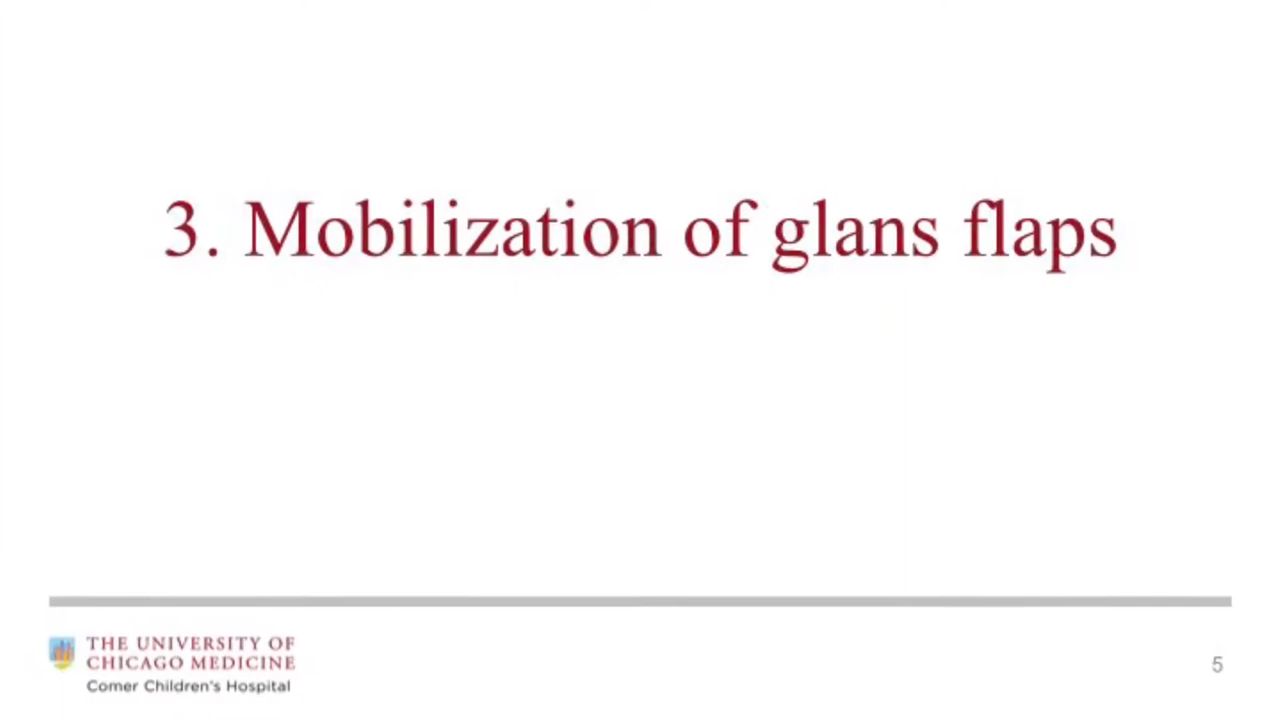 3. Mobilization of glans flaps
THE UNIVERSITY OF
CHICAGO MEDICINE
Comer Children's Hospital
5